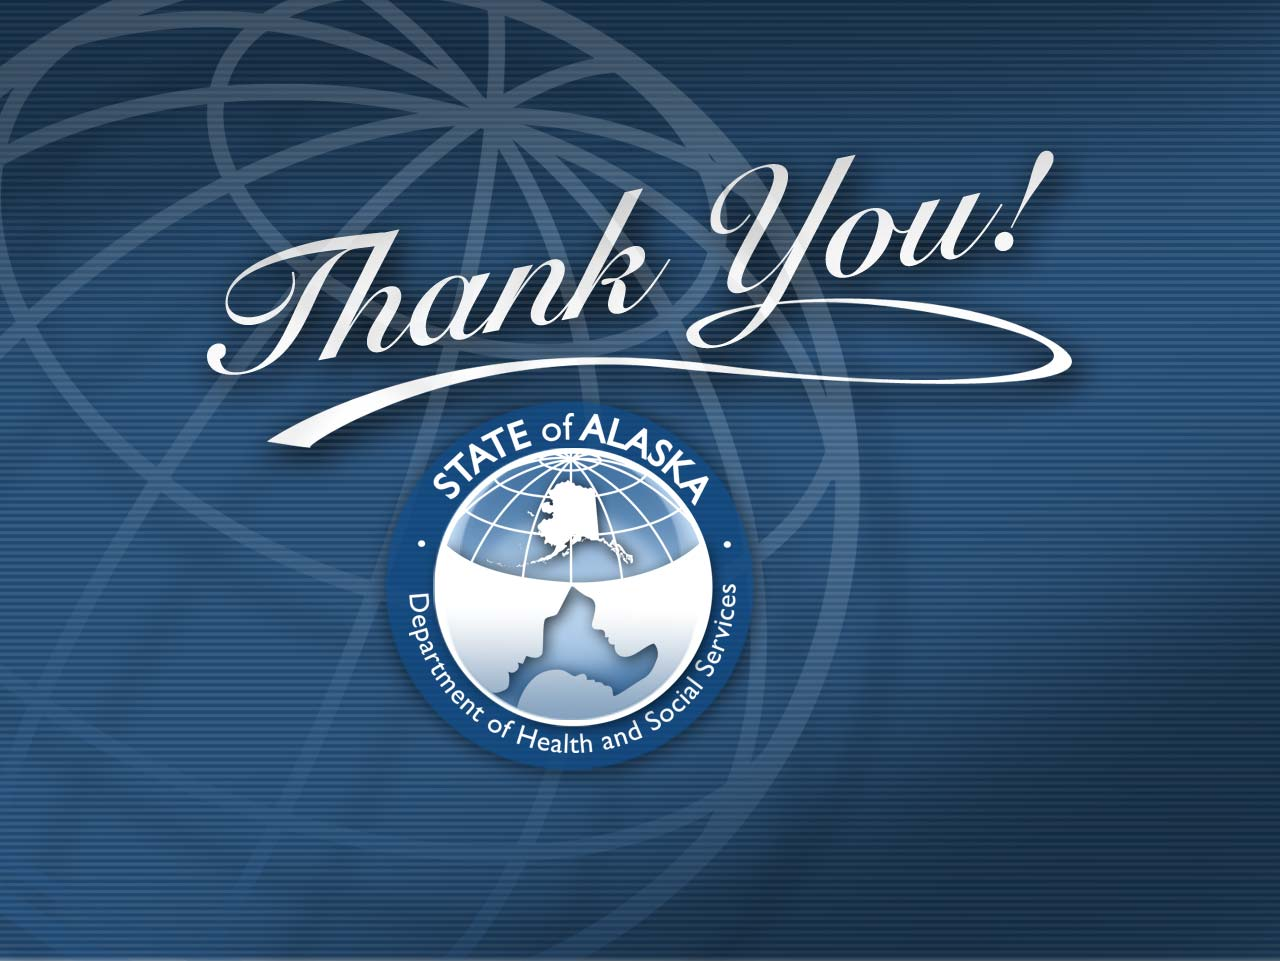 Thank You!
STATE of ALASKA
Department of Health and Social Services